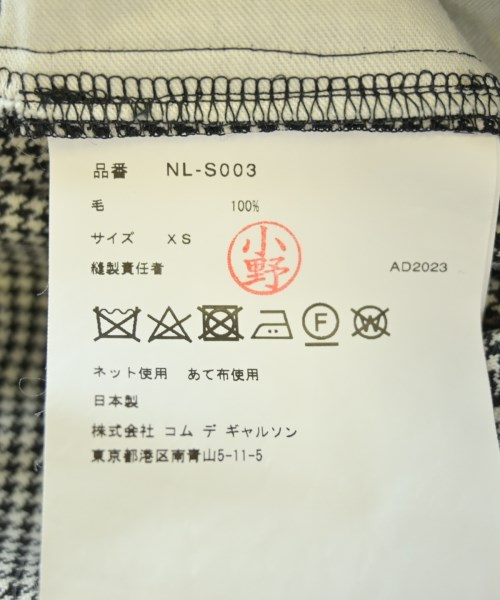 品番 NL-S003
毛 100%
サイズ XS
縫製責任者 小野 AD2023
F W
ネット使用 あて布使用
日本製
株式会社 コム デ ギャルソン
東京都港区南青山5-11-5